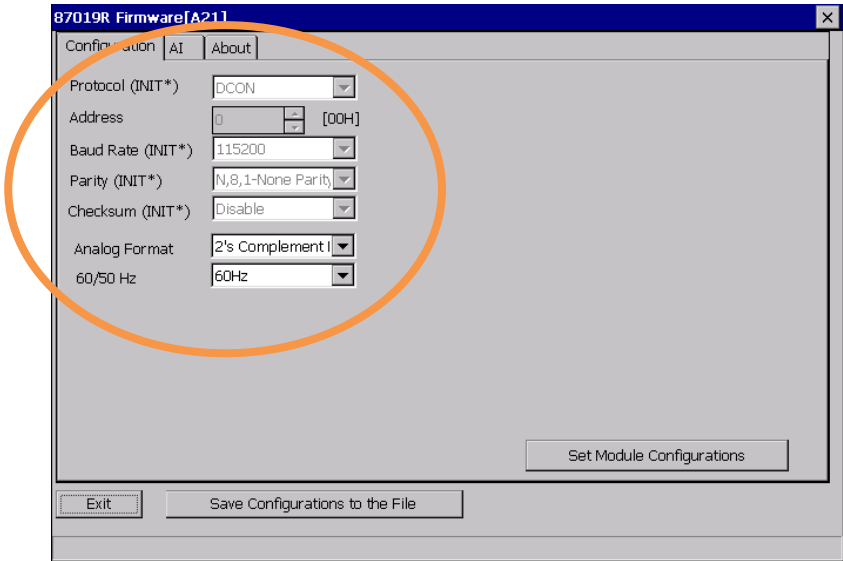 87019R Firmware[A21]
Configuration AI About
Protocol (INIT*) DCON
Address 0 [00H]
Baud Rate (INIT*) 115200
Parity (INIT*) N,8,1-None Parity
Checksum (INIT*) Disable
Analog Format 2's Complement
60/50 Hz 60Hz
Set Module Configurations
Exit Save Configurations to the File